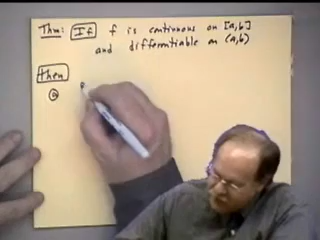 Thm: If f is continuous on [a,b]
and differentiable on (a,b)
then
ⓐ